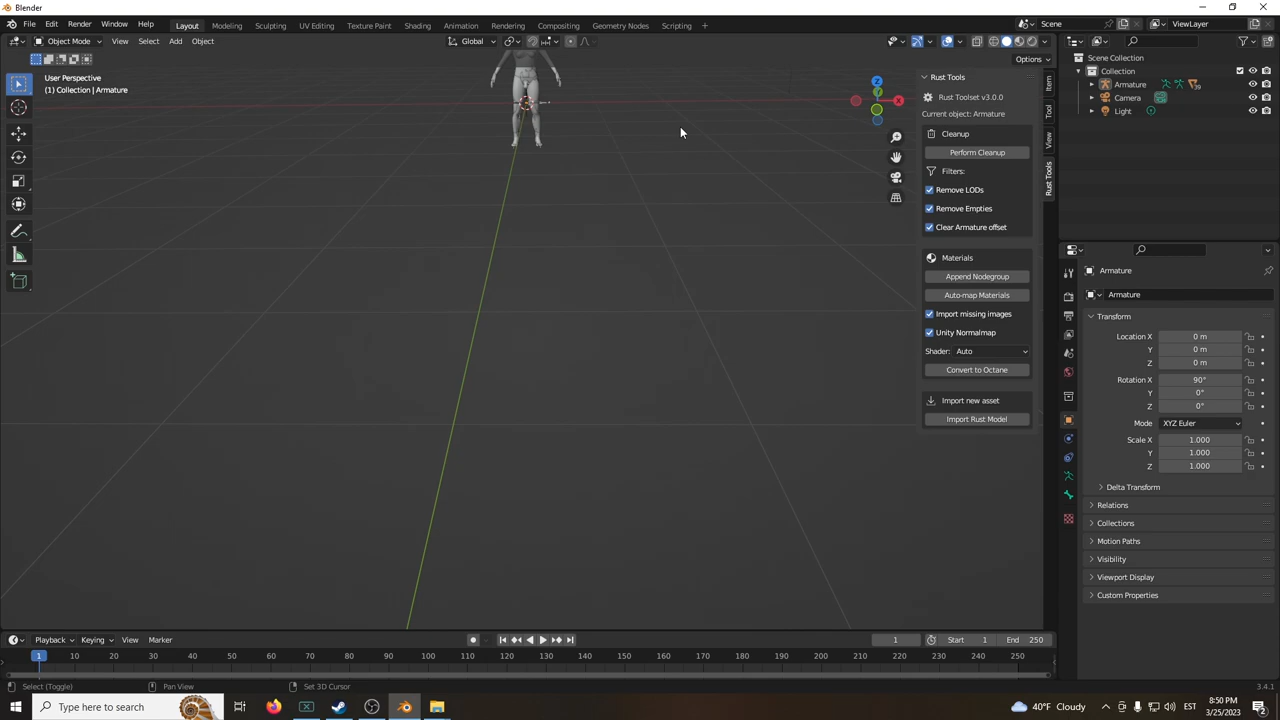 Blender
File Edit Render Window Help
Layout Modeling Sculpting UV Editing Texture Paint Shading Animation Rendering Compositing Geometry Nodes Scripting +
Scene
ViewLayer
Object Mode View Select Add Object
Global
Options
User Perspective
(1) Collection | Armature
Rust Tools
Rust Toolset v3.0.0
Current object: Armature
Cleanup
Perform Cleanup
Filters:
Remove LODs
Remove Empties
Clear Armature offset
Materials
Append Nodegroup
Auto-map Materials
Import missing images
Unity Normalmap
Shader: Auto
Convert to Octane
Import new asset
Import Rust Model
Item
Tool
View
Rust Tools
Z
X
Scene Collection
Collection
Armature
39
Camera
Light
Armature
Armature
Transform
Location X 0 m
Y 0 m
Z 0 m
Rotation X 90°
Y 0°
Z 0°
Mode XYZ Euler
Scale X 1.000
Y 1.000
Z 1.000
Delta Transform
Relations
Collections
Motion Paths
Visibility
Viewport Display
Custom Properties
Playback Keying View Marker
1 Start 1 End 250
1 10 20 30 40 50 60 70 80 90 100 110 120 130 140 150 160 170 180 190 200 210 220 230 240 250
Select (Toggle) Pan View Set 3D Cursor
3.4.1
Type here to search
40°F Cloudy
EST
8:50 PM
3/25/2023
2